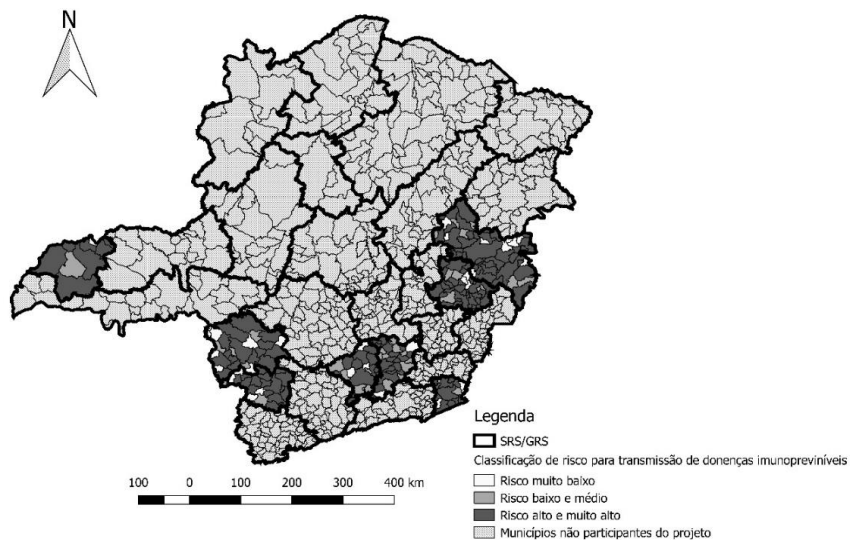 N
Legenda
SRS/GRS
Classificação de risco para transmissão de donenças imunopreviníveis
Risco muito baixo
Risco baixo e médio
Risco alto e muito alto
Municípios não participantes do projeto
100 0 100 200 300 400 km